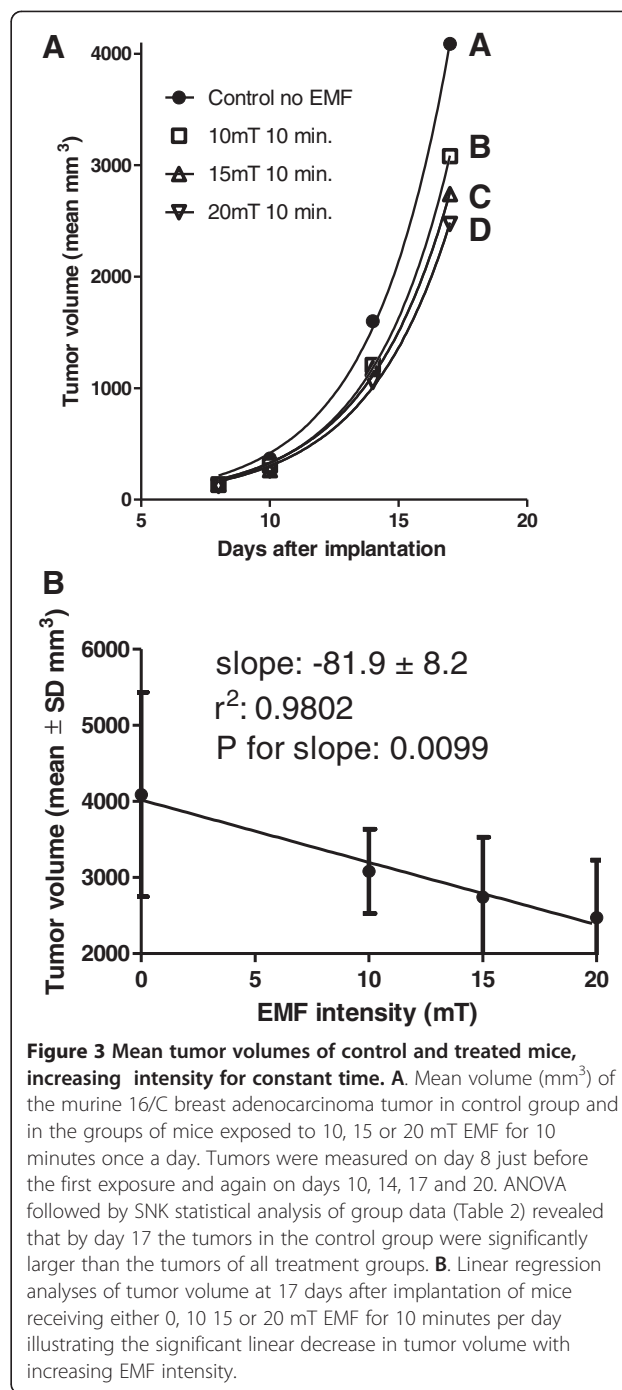 A
Tumor volume (mean mm³)
4000
3000
2000
1000
0
Control no EMF
10mT 10 min.
15mT 10 min.
20mT 10 min.
A
B
C
D
5
10
15
20
Days after implantation
B
Tumor volume (mean ± SD mm³)
6000
5000
4000
3000
2000
slope: -81.9 ± 8.2
r²: 0.9802
P for slope: 0.0099
0
5
10
15
20
EMF intensity (mT)
Figure 3 Mean tumor volumes of control and treated mice,
increasing intensity for constant time. A. Mean volume (mm³) of
the murine 16/C breast adenocarcinoma tumor in control group and
in the groups of mice exposed to 10, 15 or 20 mT EMF for 10
minutes once a day. Tumors were measured on day 8 just before
the first exposure and again on days 10, 14, 17 and 20. ANOVA
followed by SNK statistical analysis of group data (Table 2) revealed
that by day 17 the tumors in the control group were significantly
larger than the tumors of all treatment groups. B. Linear regression
analyses of tumor volume at 17 days after implantation of mice
receiving either 0, 10 15 or 20 mT EMF for 10 minutes per day
illustrating the significant linear decrease in tumor volume with
increasing EMF intensity.